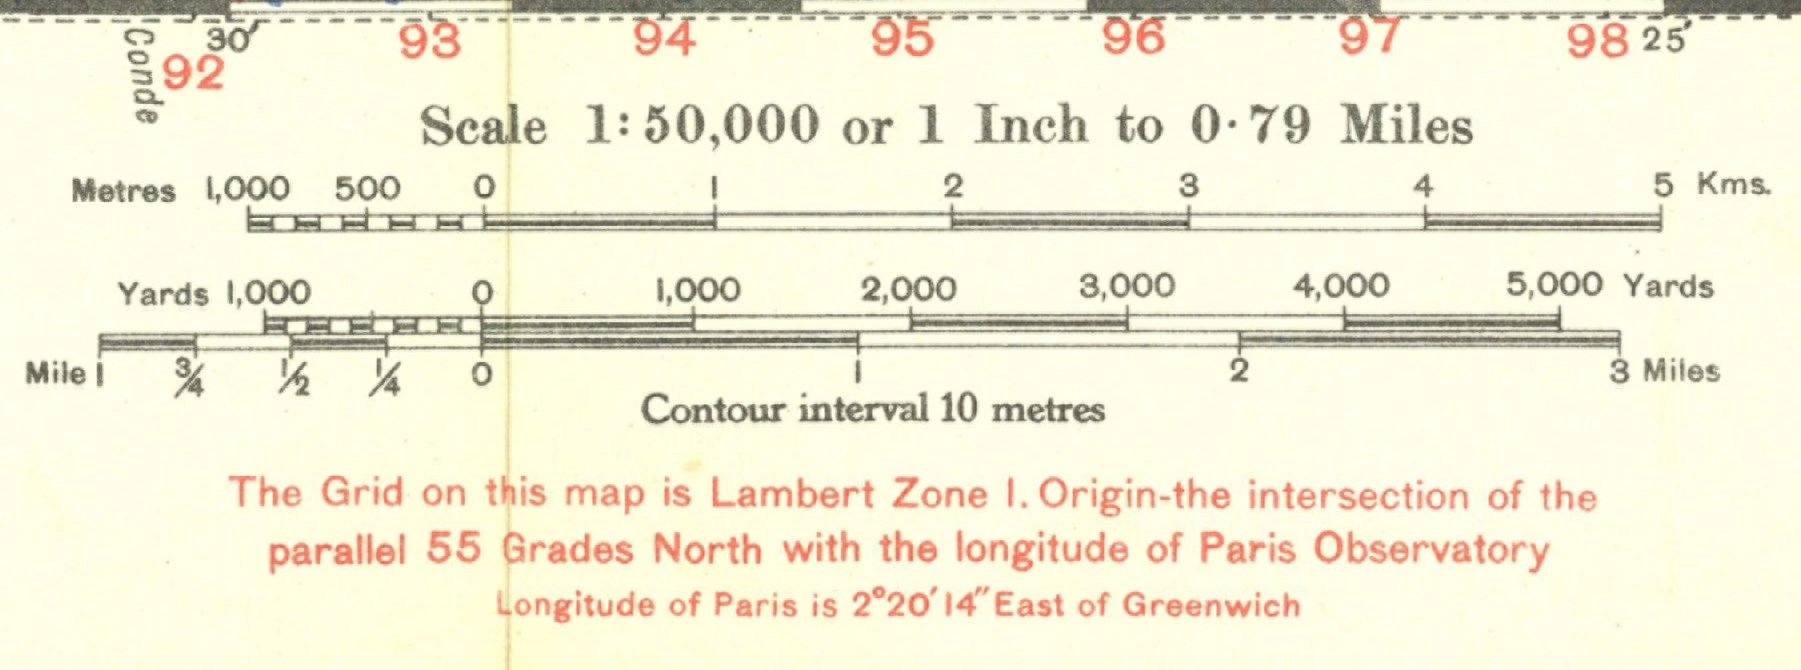 30′ 93 94 95 96 97 98 25′
Conde 92
Scale 1:50,000 or 1 Inch to 0·79 Miles
Metres 1,000 500 0 1 2 3 4 5 Kms.
Yards 1,000 0 1,000 2,000 3,000 4,000 5,000 Yards
Mile 1 ¾ ½ ¼ 0 1 2 3 Miles
Contour interval 10 metres
The Grid on this map is Lambert Zone I. Origin-the intersection of the
parallel 55 Grades North with the longitude of Paris Observatory
Longitude of Paris is 2°20′14″East of Greenwich